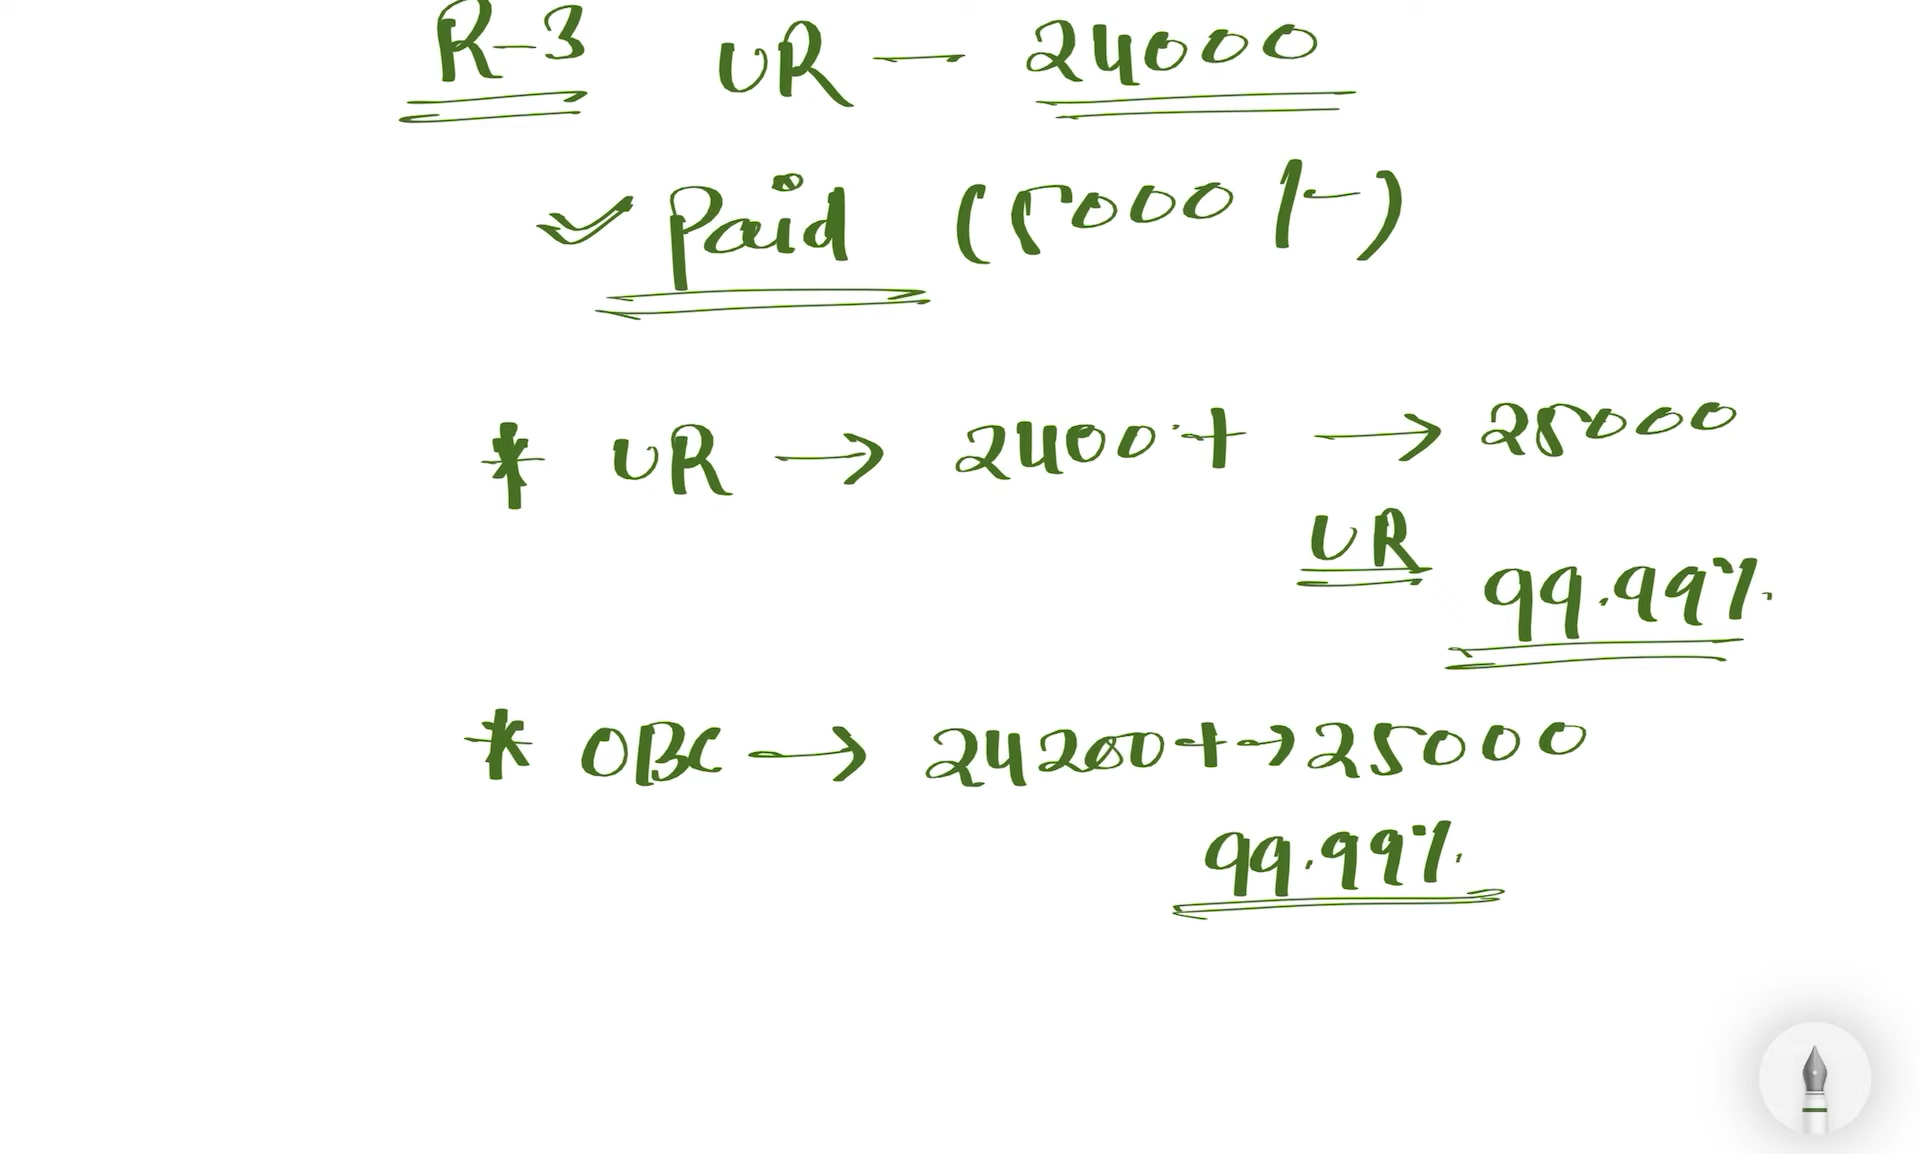 R-3 UR - 24000
✓ Paid (5000/-)
* UR → 2400+ → 25000
UR 99.99%.
* OBC → 24200+→25000
99.99%.